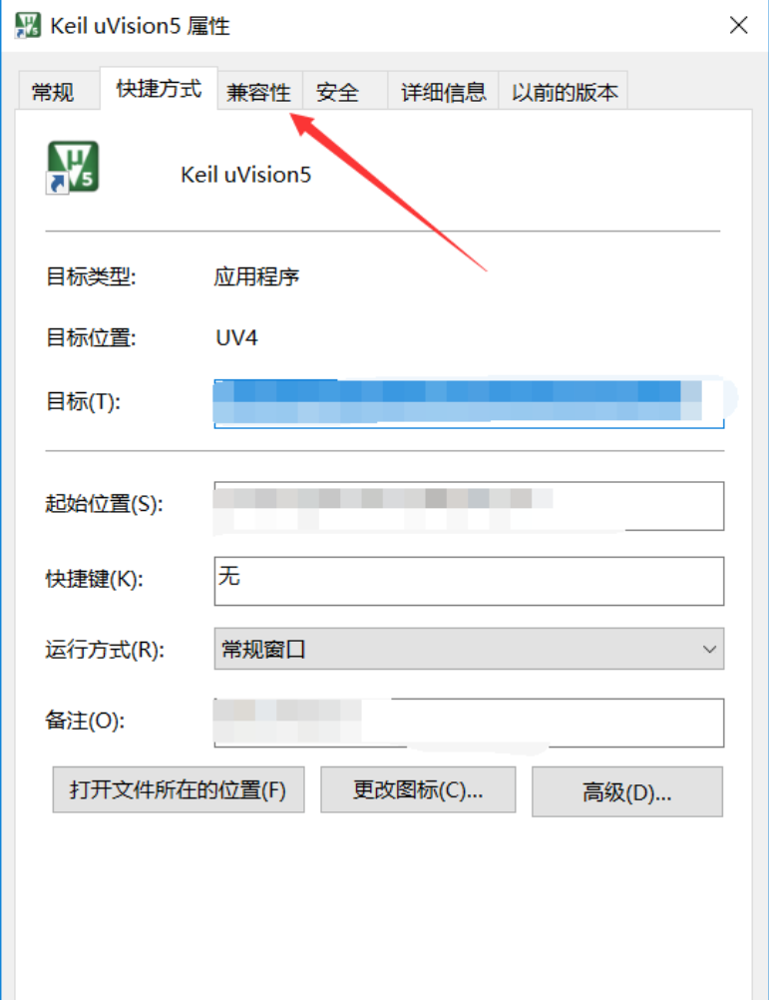 Keil uVision5 属性
常规 快捷方式 兼容性 安全 详细信息 以前的版本
Keil uVision5
目标类型: 应用程序
目标位置: UV4
目标(T):
起始位置(S):
快捷键(K): 无
运行方式(R): 常规窗口
备注(O):
打开文件所在的位置(F) 更改图标(C)... 高级(D)...